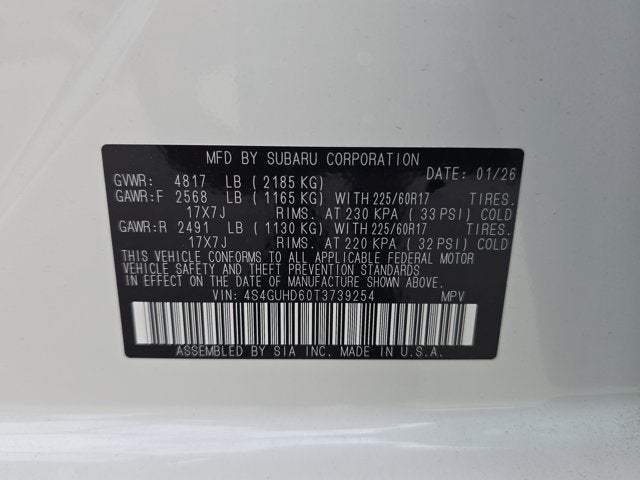 MFD BY SUBARU CORPORATION
DATE: 01/26
GVWR: 4817 LB (2185 KG)
GAWR:F 2568 LB (1165 KG) WITH 225/60R17 TIRES.
17X7J RIMS. AT 230 KPA (33 PSI) COLD
GAWR:R 2491 LB (1130 KG) WITH 225/60R17 TIRES.
17X7J RIMS. AT 220 KPA (32 PSI) COLD
THIS VEHICLE CONFORMS TO ALL APPLICABLE FEDERAL MOTOR
VEHICLE SAFETY AND THEFT PREVENTION STANDARDS
IN EFFECT ON THE DATE OF MANUFACTURE SHOWN ABOVE.
VIN: 4S4GUHD60T3739254 MPV
ASSEMBLED BY SIA INC. MADE IN U.S.A.